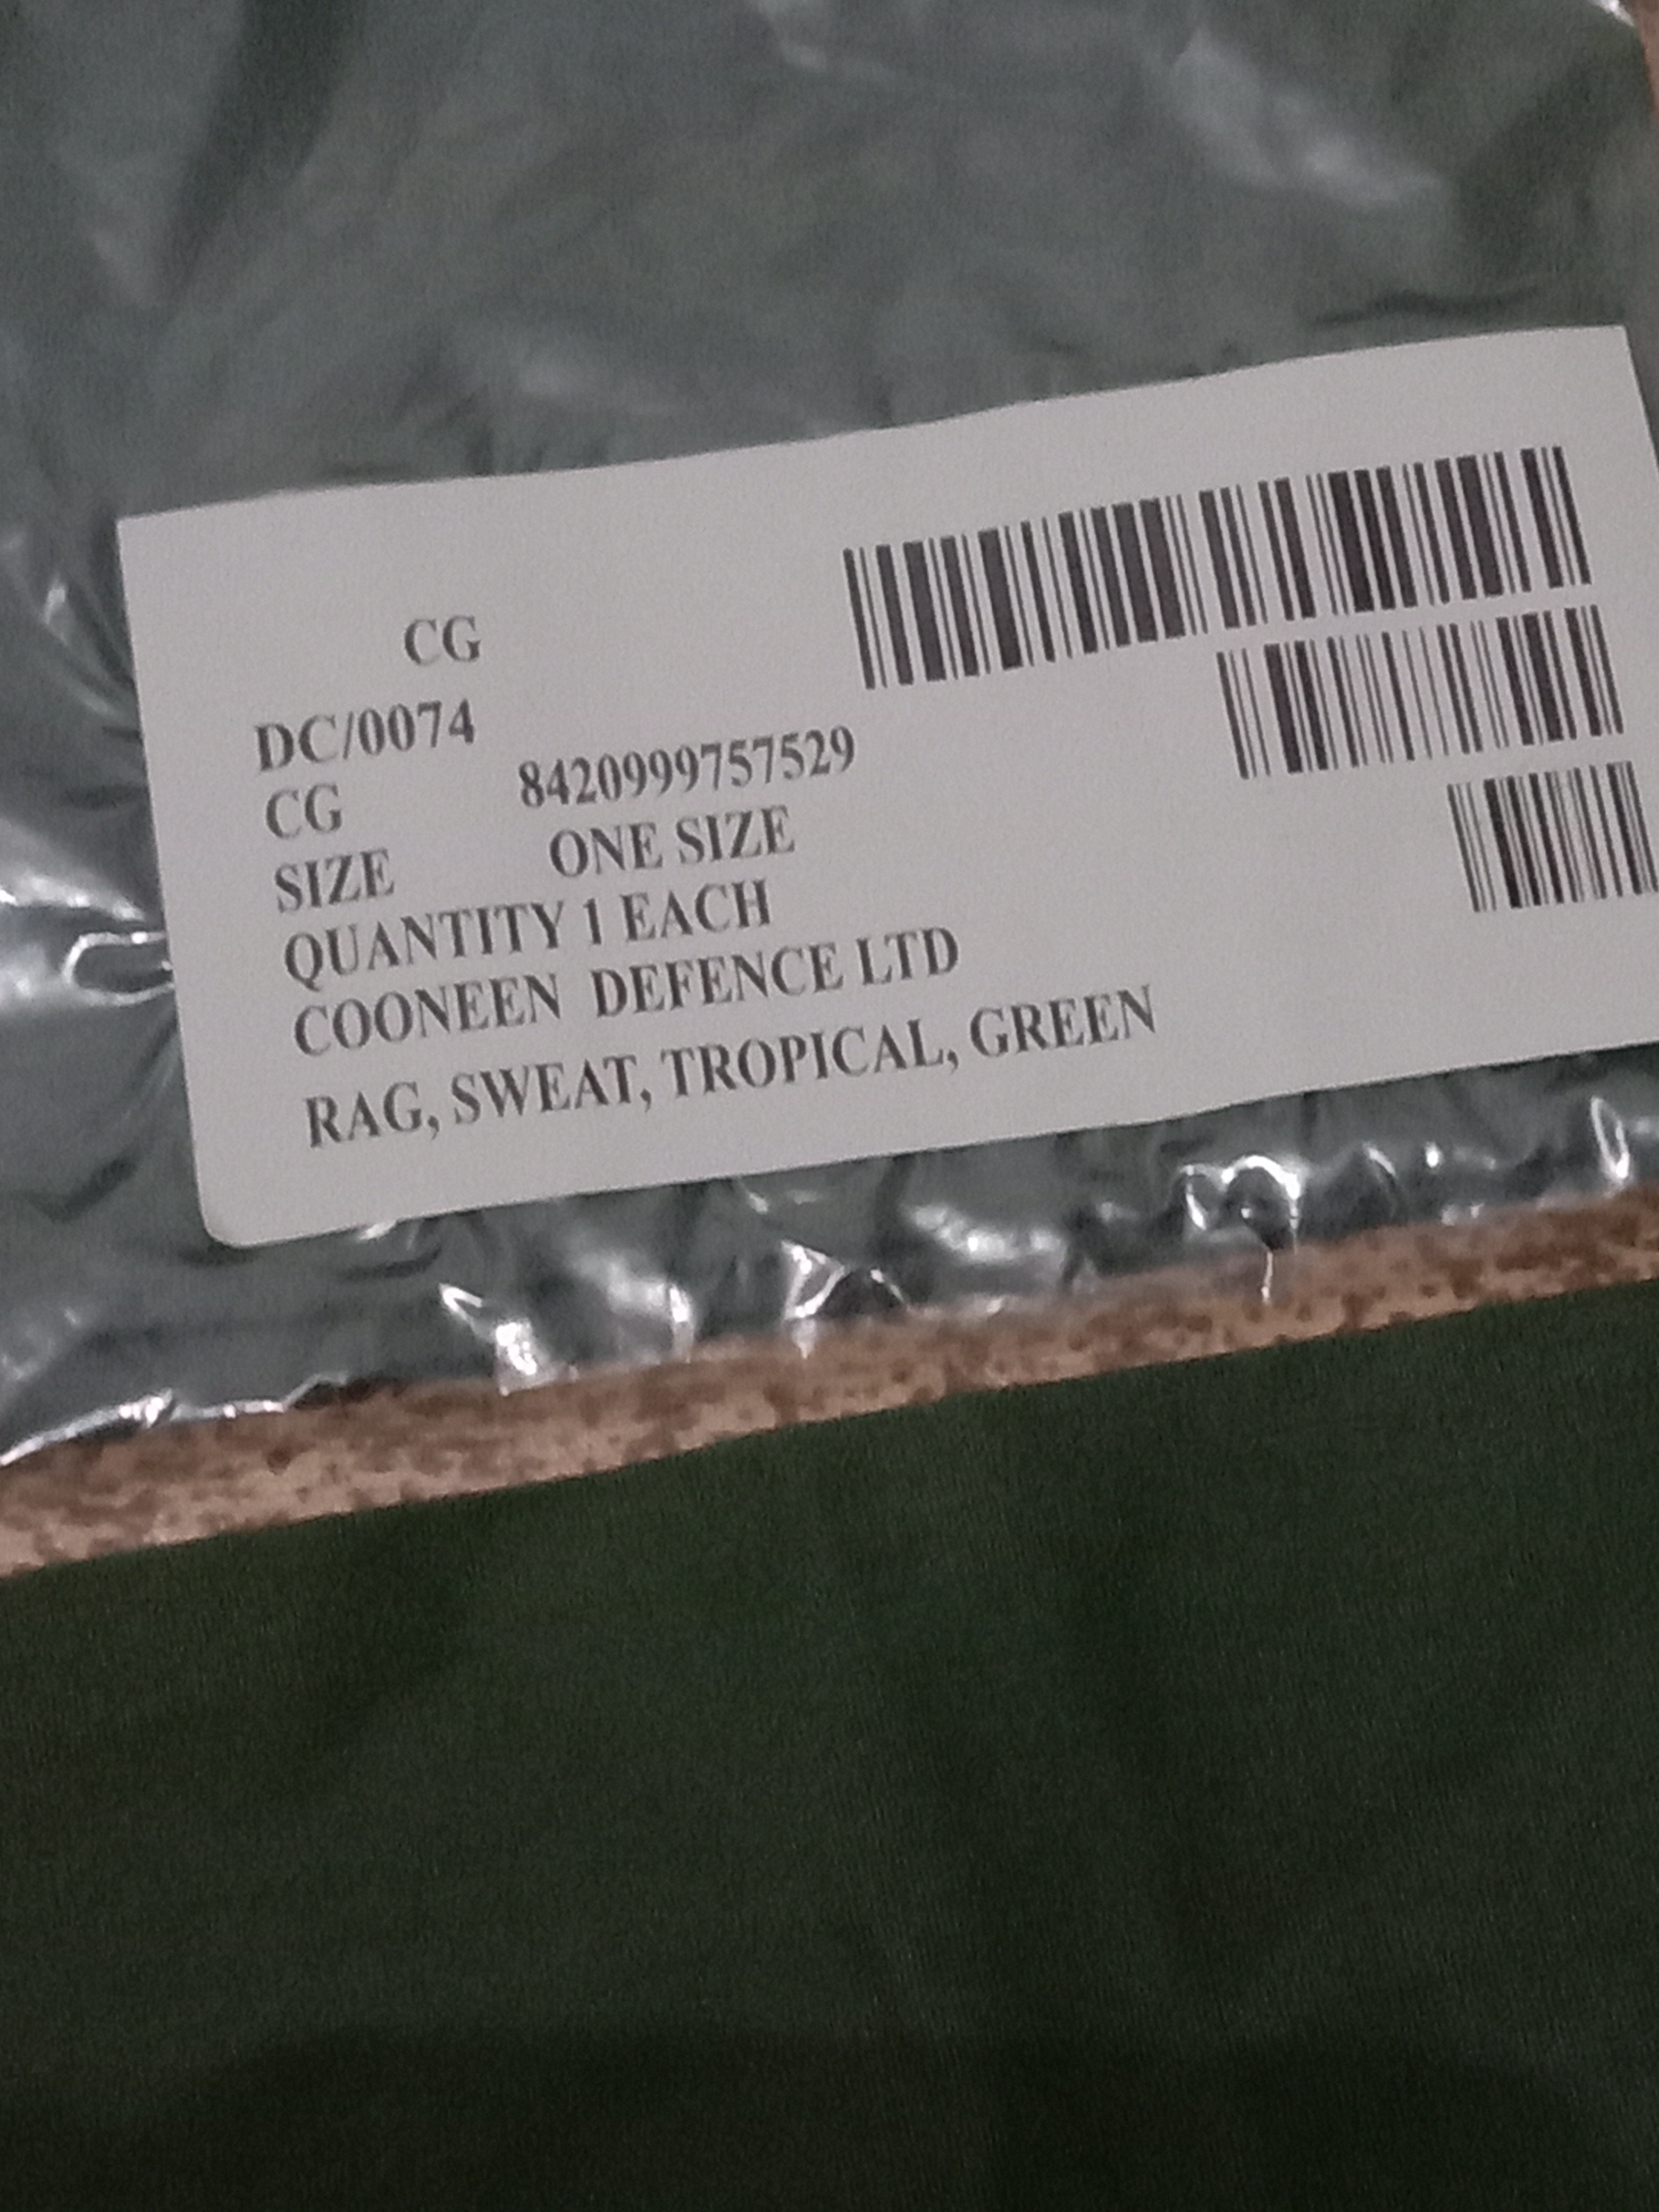 CG
DC/0074
CG 8420999757529
SIZE ONE SIZE
QUANTITY 1 EACH
COONEEN DEFENCE LTD
RAG, SWEAT, TROPICAL, GREEN